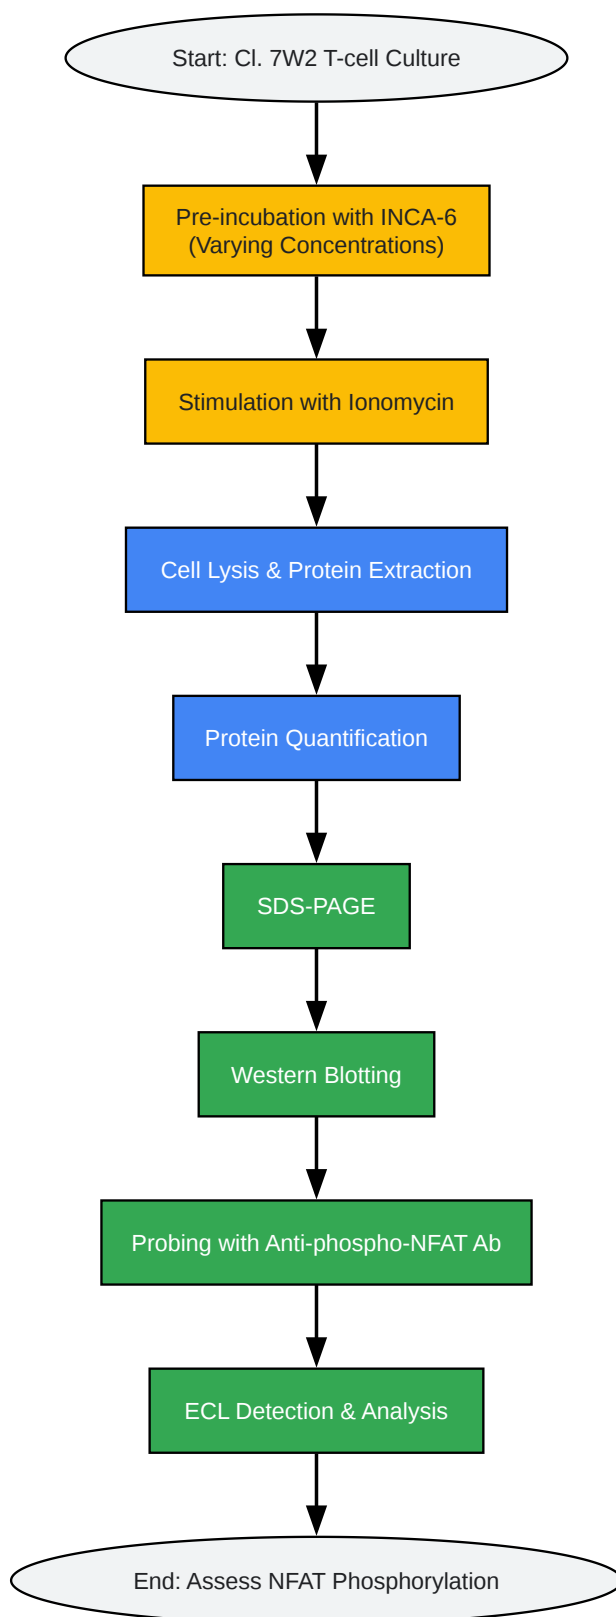 Start: Cl. 7W2 T-cell Culture
Pre-incubation with INCA-6
(Varying Concentrations)
Stimulation with Ionomycin
Cell Lysis & Protein Extraction
Protein Quantification
SDS-PAGE
Western Blotting
Probing with Anti-phospho-NFAT Ab
ECL Detection & Analysis
End: Assess NFAT Phosphorylation